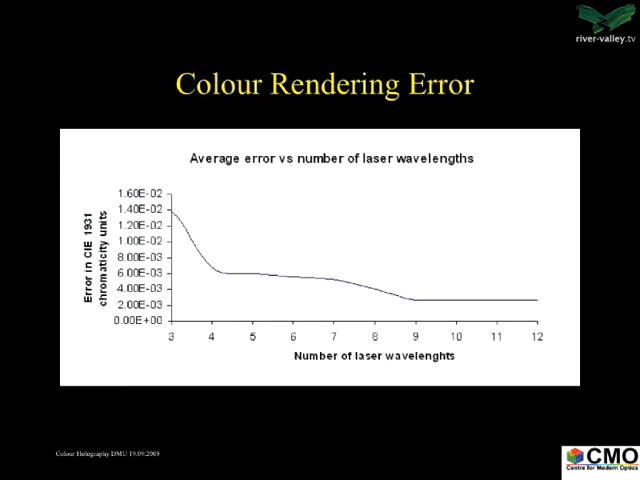 river-valley.tv
Colour Rendering Error
Average error vs number of laser wavelengths
Error in CIE 1931
chromaticity units
1.60E-02
1.40E-02
1.20E-02
1.00E-02
8.00E-03
6.00E-03
4.00E-03
2.00E-03
0.00E+00
3 4 5 6 7 8 9 10 11 12
Number of laser wavelenghts
Colour Holography DMU 19.09.2008
CMO
Centre for Modern Optics